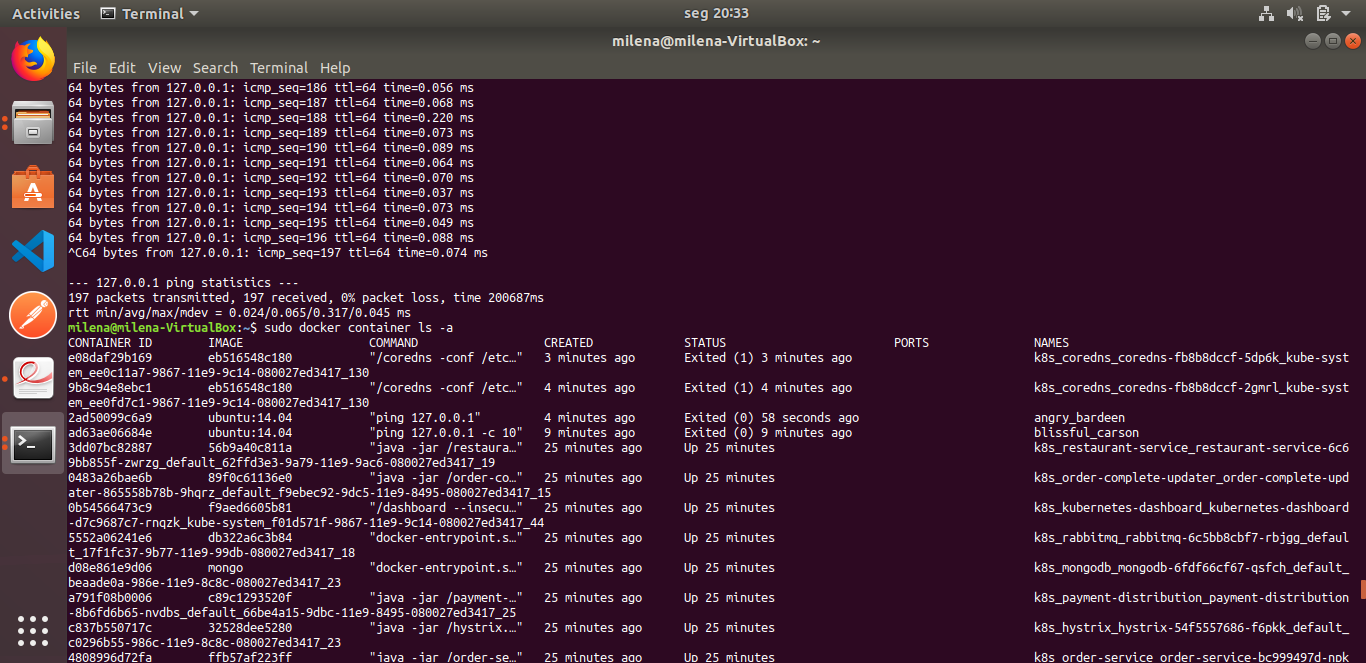 Activities Terminal seg 20:33
milena@milena-VirtualBox: ~
File Edit View Search Terminal Help
64 bytes from 127.0.0.1: icmp_seq=186 ttl=64 time=0.056 ms
64 bytes from 127.0.0.1: icmp_seq=187 ttl=64 time=0.068 ms
64 bytes from 127.0.0.1: icmp_seq=188 ttl=64 time=0.220 ms
64 bytes from 127.0.0.1: icmp_seq=189 ttl=64 time=0.073 ms
64 bytes from 127.0.0.1: icmp_seq=190 ttl=64 time=0.089 ms
64 bytes from 127.0.0.1: icmp_seq=191 ttl=64 time=0.064 ms
64 bytes from 127.0.0.1: icmp_seq=192 ttl=64 time=0.070 ms
64 bytes from 127.0.0.1: icmp_seq=193 ttl=64 time=0.037 ms
64 bytes from 127.0.0.1: icmp_seq=194 ttl=64 time=0.073 ms
64 bytes from 127.0.0.1: icmp_seq=195 ttl=64 time=0.049 ms
64 bytes from 127.0.0.1: icmp_seq=196 ttl=64 time=0.088 ms
^C64 bytes from 127.0.0.1: icmp_seq=197 ttl=64 time=0.074 ms
--- 127.0.0.1 ping statistics ---
197 packets transmitted, 197 received, 0% packet loss, time 200687ms
rtt min/avg/max/mdev = 0.024/0.065/0.317/0.045 ms
milena@milena-VirtualBox:~$ sudo docker container ls -a
CONTAINER ID IMAGE COMMAND CREATED STATUS PORTS NAMES
e08daf29b169 eb516548c180 "/coredns -conf /etc…" 3 minutes ago Exited (1) 3 minutes ago k8s_coredns_coredns-fb8b8dccf-5dp6k_kube-syst
em_ee0c11a7-9867-11e9-9c14-080027ed3417_130
9b8c94e8ebc1 eb516548c180 "/coredns -conf /etc…" 4 minutes ago Exited (1) 4 minutes ago k8s_coredns_coredns-fb8b8dccf-2gmrl_kube-syst
em_ee0fd7c1-9867-11e9-9c14-080027ed3417_130
2ad50099c6a9 ubuntu:14.04 "ping 127.0.0.1" 4 minutes ago Exited (0) 58 seconds ago angry_bardeen
ad63ae06684e ubuntu:14.04 "ping 127.0.0.1 -c 10" 9 minutes ago Exited (0) 9 minutes ago blissful_carson
3dd07bc82887 56b9a40c811a "java -jar /restaura…" 25 minutes ago Up 25 minutes k8s_restaurant-service_restaurant-service-6c6
9bb855f-zwrzg_default_62ffd3e3-9a79-11e9-9ac6-080027ed3417_19
0483a26bae6b 89f0c61136e0 "java -jar /order-co…" 25 minutes ago Up 25 minutes k8s_order-complete-updater_order-complete-upd
ater-865558b78b-9hqrz_default_f9ebec92-9dc5-11e9-8495-080027ed3417_15
0b54566473c9 f9aed6605b81 "/dashboard --insecu…" 25 minutes ago Up 25 minutes k8s_kubernetes-dashboard_kubernetes-dashboard
-d7c9687c7-rnqzk_kube-system_f01d571f-9867-11e9-9c14-080027ed3417_44
5552a06241e6 db322a6c3b84 "docker-entrypoint.s…" 25 minutes ago Up 25 minutes k8s_rabbitmq_rabbitmq-6c5bb8cbf7-rbjgg_defaul
t_17f1fc37-9b77-11e9-99db-080027ed3417_18
d08e861e9d06 mongo "docker-entrypoint.s…" 25 minutes ago Up 25 minutes k8s_mongodb_mongodb-6fdf66cf67-qsfch_default_
beaade0a-986e-11e9-8c8c-080027ed3417_23
a791f08b0006 c89c1293520f "java -jar /payment-…" 25 minutes ago Up 25 minutes k8s_payment-distribution_payment-distribution
-8b6fd6b65-nvdbs_default_66be4a15-9dbc-11e9-8495-080027ed3417_25
c837b550717c 32528dee5280 "java -jar /hystrix.…" 25 minutes ago Up 25 minutes k8s_hystrix_hystrix-54f5557686-f6pkk_default_
c0296b55-986c-11e9-8c8c-080027ed3417_23
4808996d72fa ffb57af223ff "java -jar /order-se…" 25 minutes ago Up 25 minutes k8s_order-service_order-service-bc999497d-npk